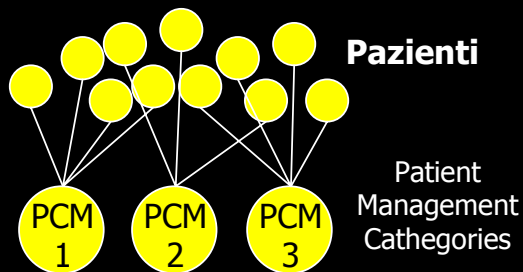 Pazienti
Patient
Management
Cathegories
PCM
1
PCM
2
PCM
3